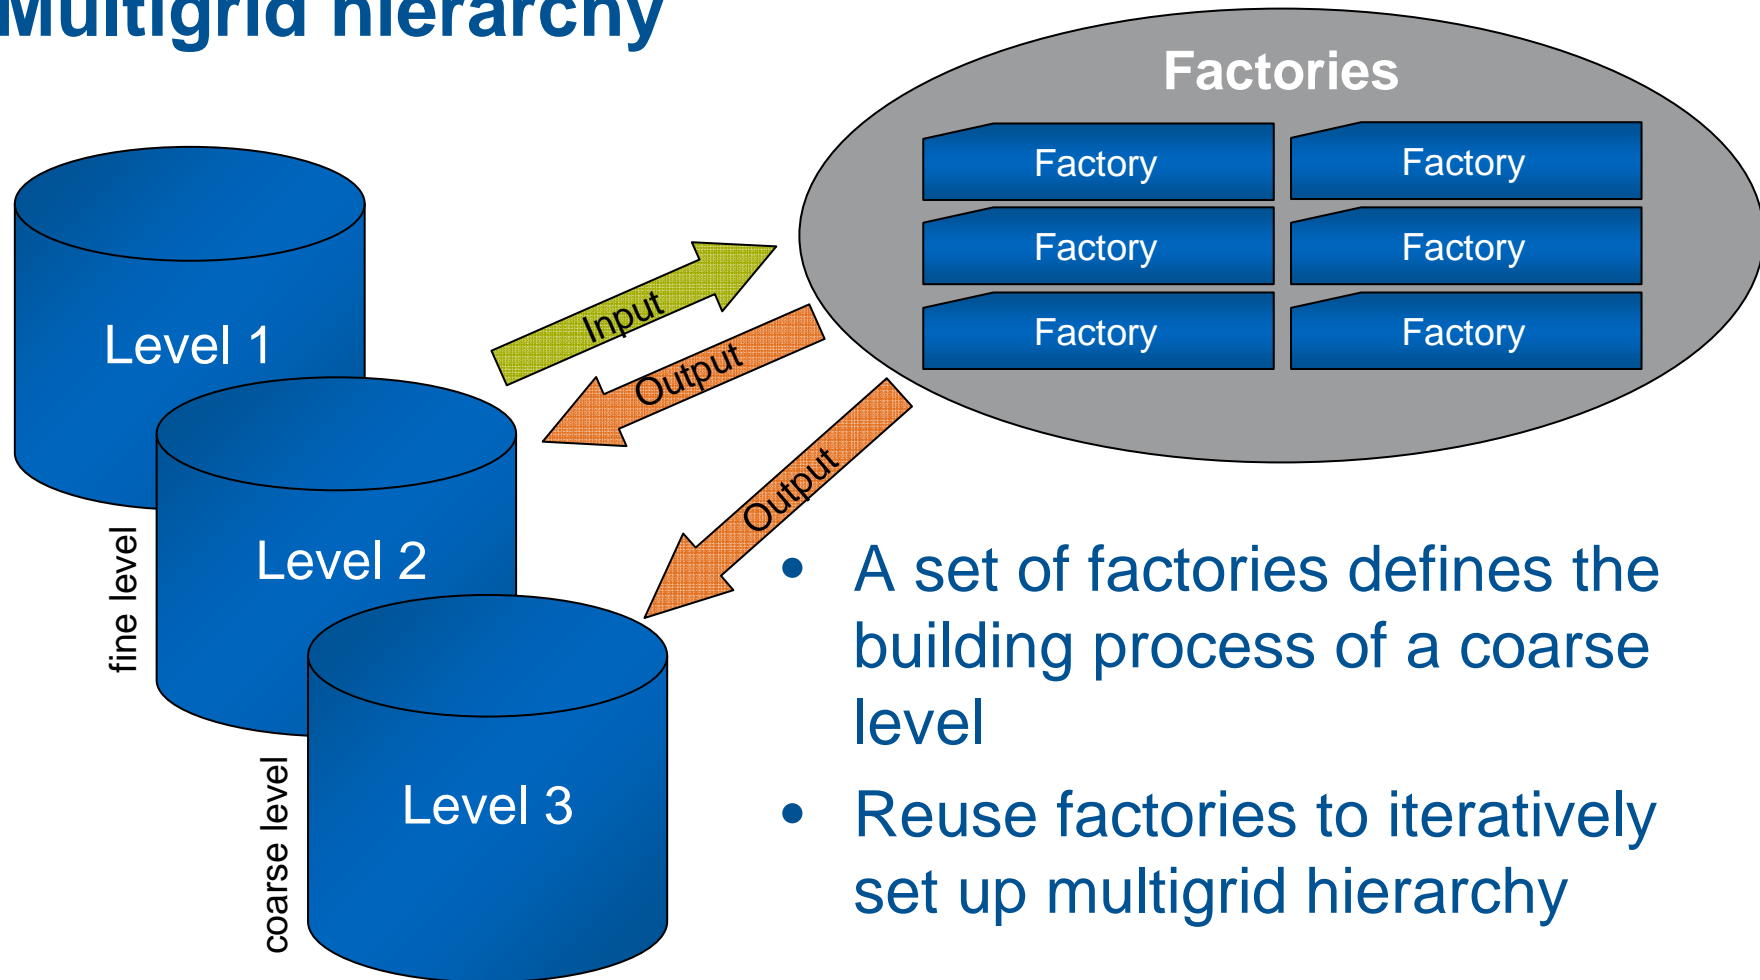 Multigrid hierarchy
Factories
Factory
Factory
Factory
Factory
Factory
Factory
Level 1
Input
Output
Output
fine level
Level 2
coarse level
Level 3
• A set of factories defines the
building process of a coarse
level
• Reuse factories to iteratively
set up multigrid hierarchy